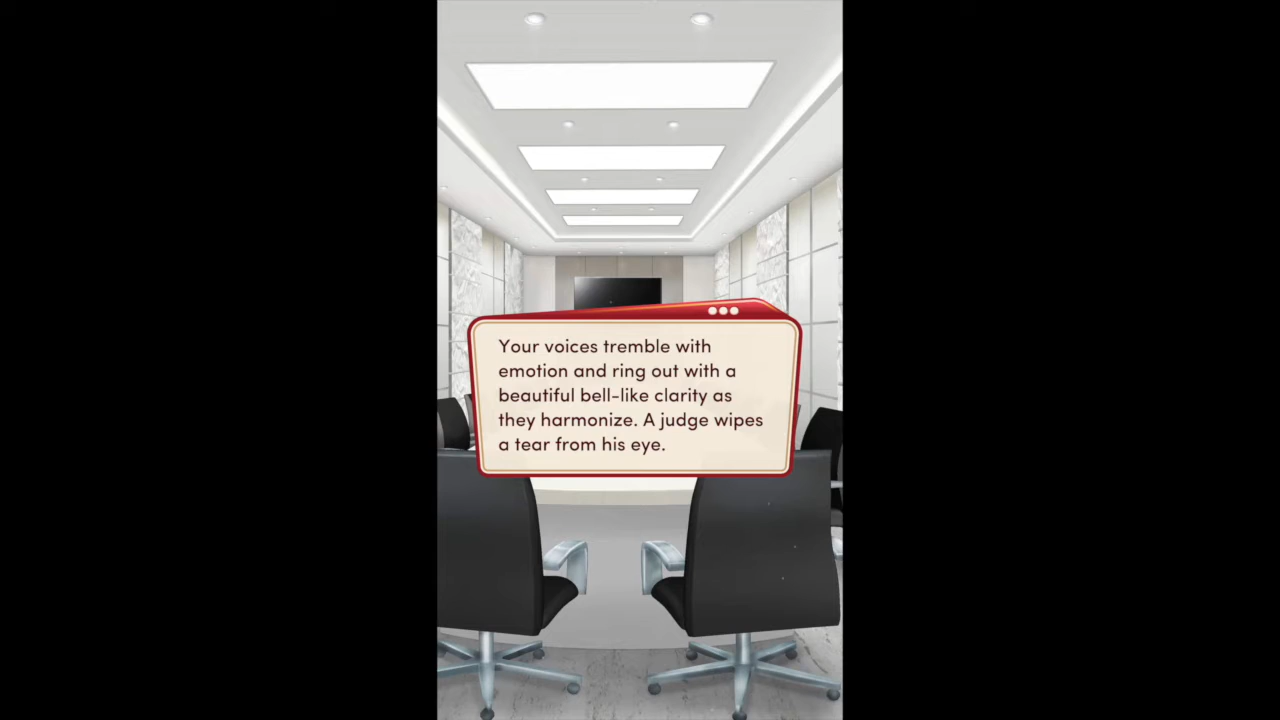 Your voices tremble with
emotion and ring out with a
beautiful bell-like clarity as
they harmonize. A judge wipes
a tear from his eye.